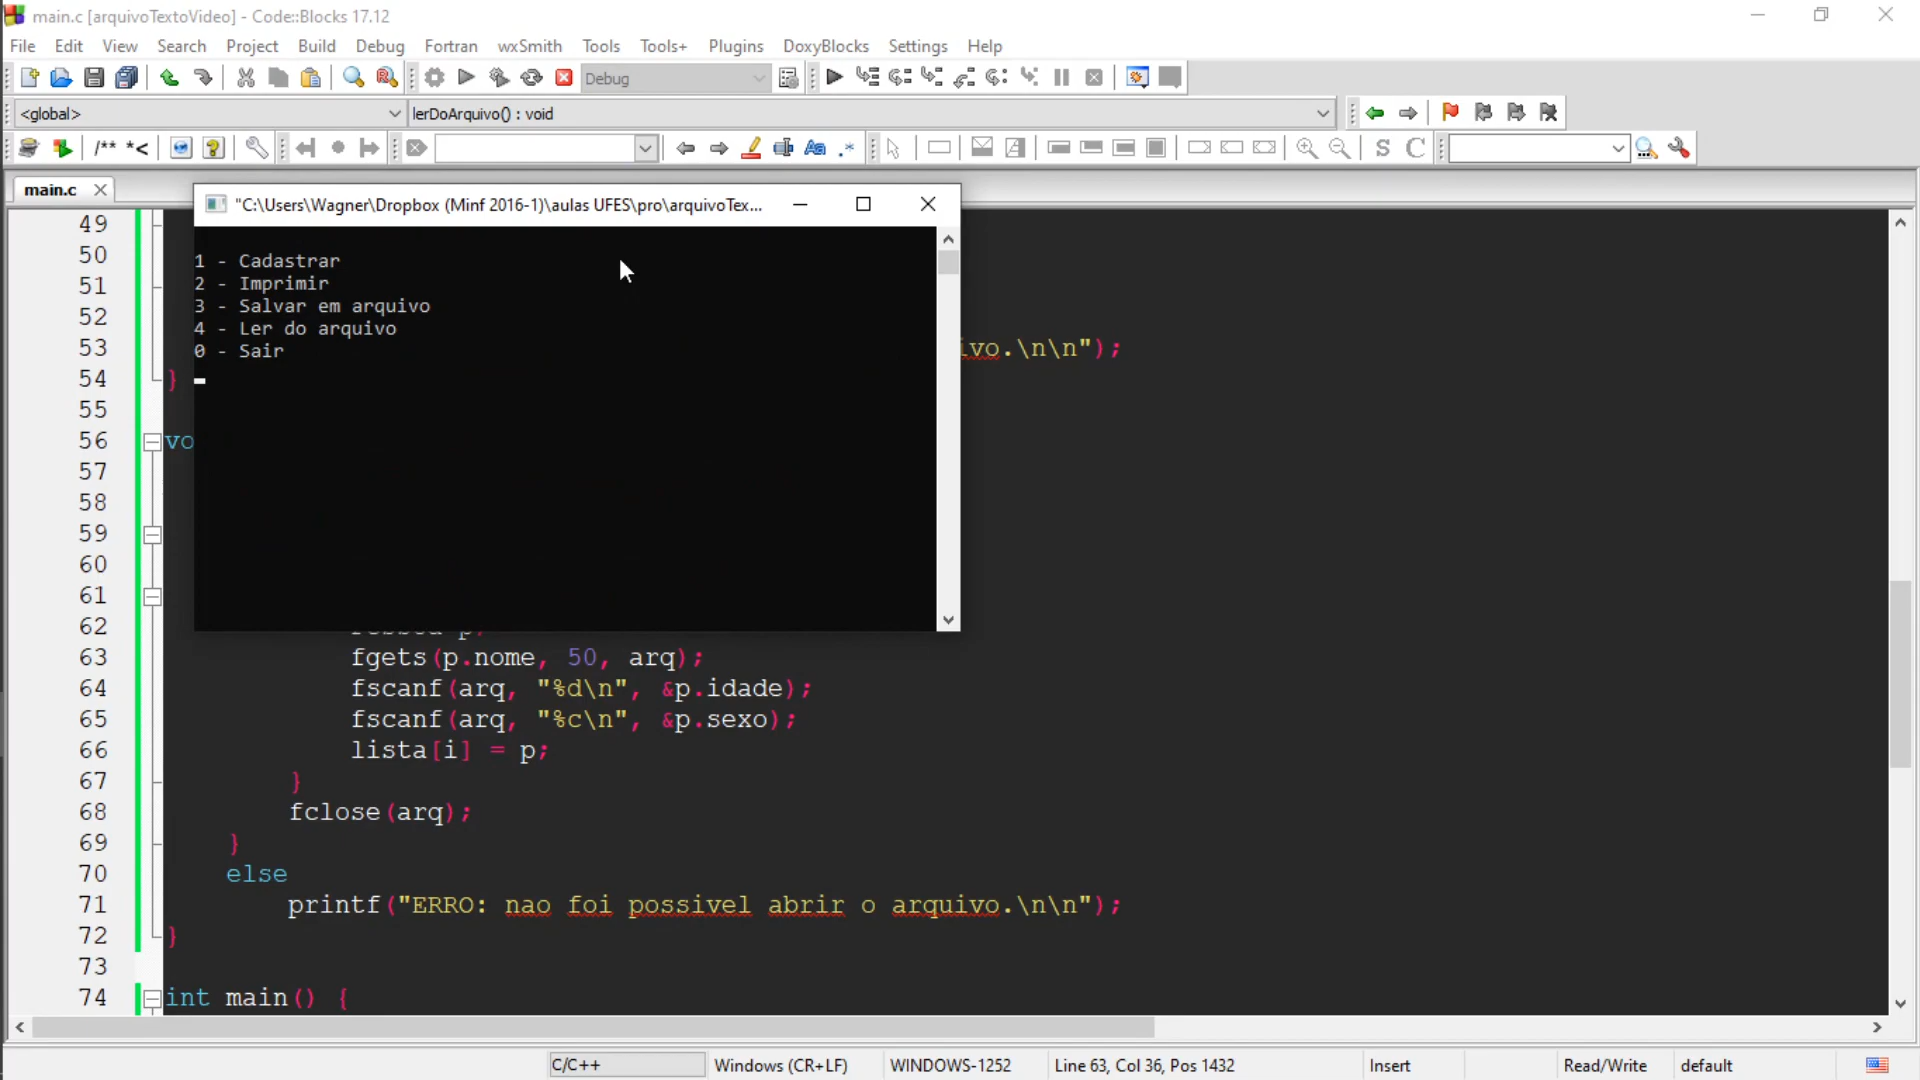 main.c [arquivoTextoVideo] - Code::Blocks 17.12
File Edit View Search Project Build Debug Fortran wxSmith Tools Tools+ Plugins DoxyBlocks Settings Help
Debug
<global> lerDoArquivo() : void
/** *<
Aa .* S C
main.c
"C:\Users\Wagner\Dropbox (Minf 2016-1)\aulas UFES\pro\arquivoTex...
1 - Cadastrar
2 - Imprimir
3 - Salvar em arquivo
4 - Ler do arquivo
0 - Sair
49
50
51
52
53 ivo.\n\n");
54 }
55
56 vo
57
58
59
60
61
62
63 fgets(p.nome, 50, arq);
64 fscanf(arq, "%d\n", &p.idade);
65 fscanf(arq, "%c\n", &p.sexo);
66 lista[i] = p;
67 }
68 fclose(arq);
69 }
70 else
71 printf("ERRO: nao foi possivel abrir o arquivo.\n\n");
72 }
73
74 int main() {
C/C++ Windows (CR+LF) WINDOWS-1252 Line 63, Col 36, Pos 1432 Insert Read/Write default